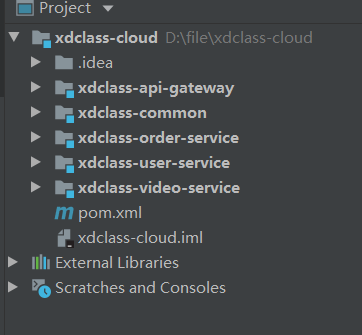 Project
xdclass-cloud D:\file\xdclass-cloud
.idea
xdclass-api-gateway
xdclass-common
xdclass-order-service
xdclass-user-service
xdclass-video-service
pom.xml
xdclass-cloud.iml
External Libraries
Scratches and Consoles